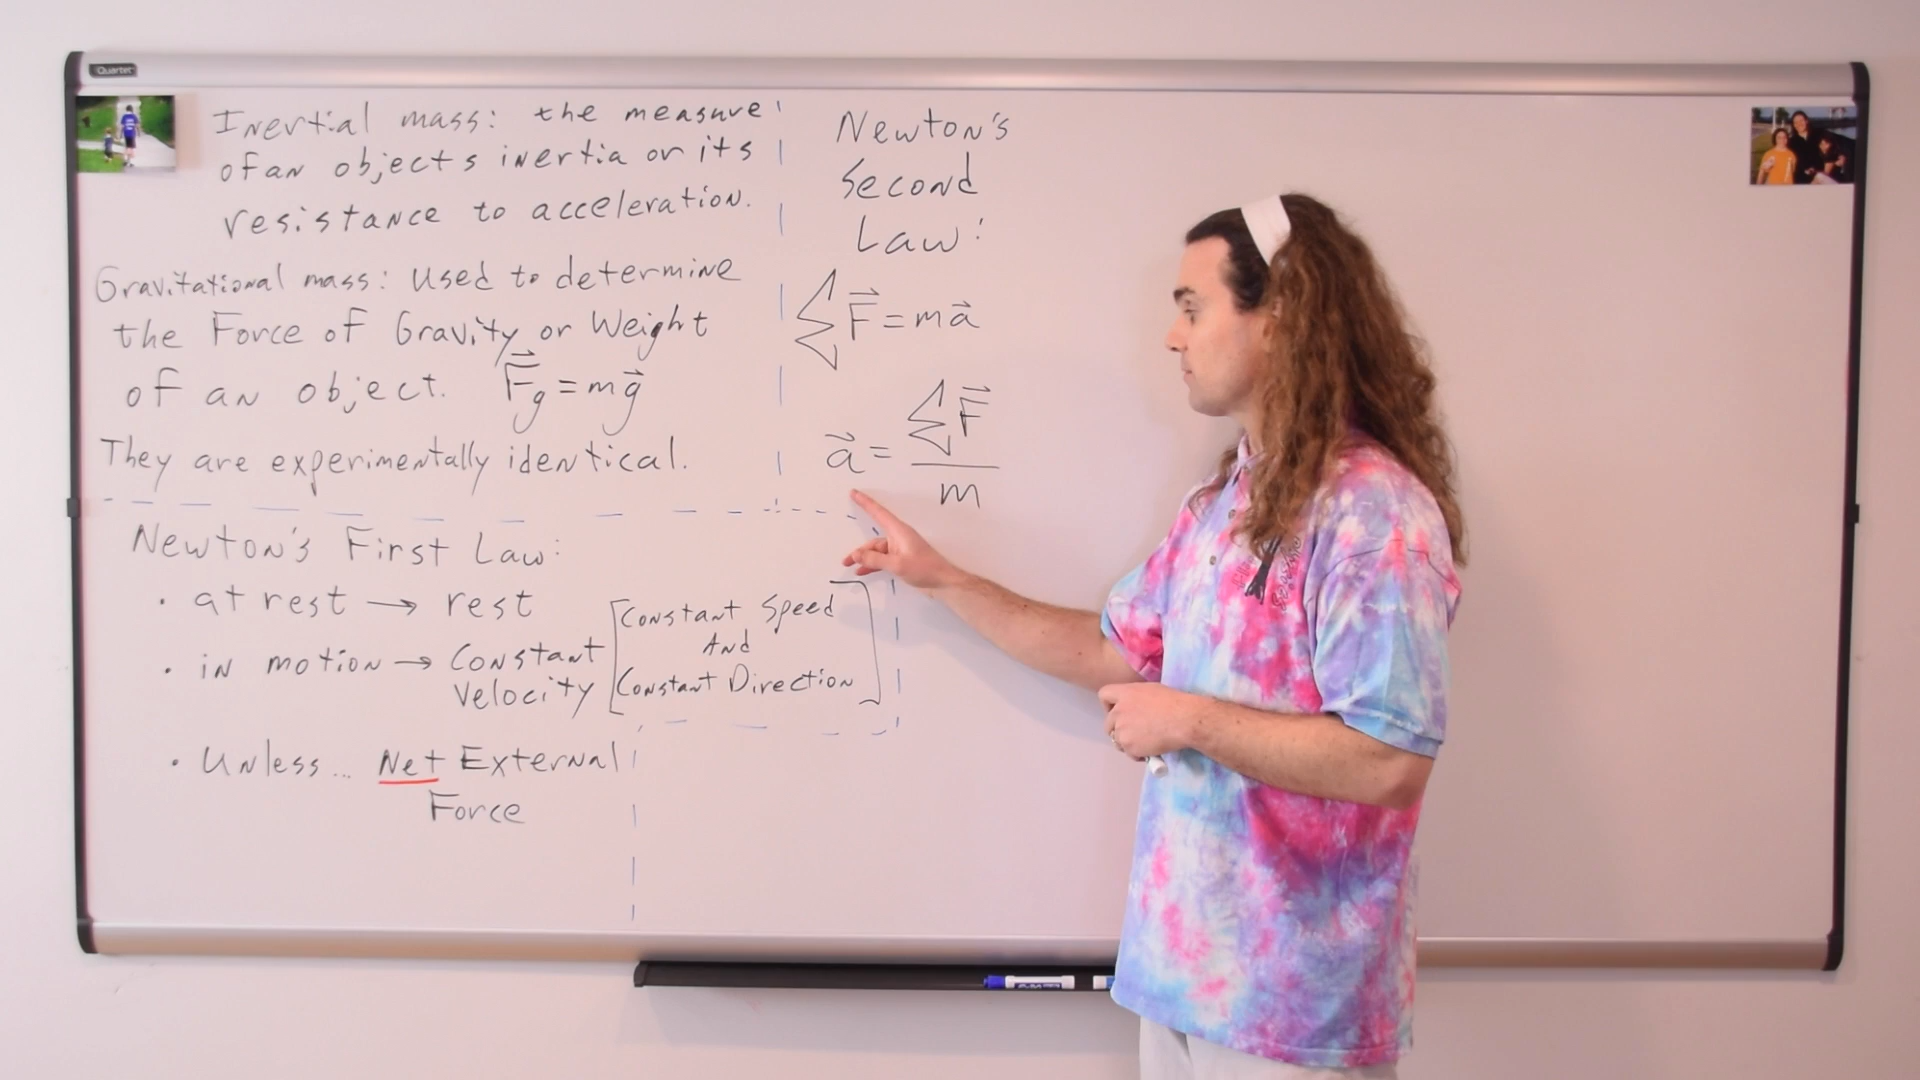 Quartet
Inertial mass: the measure
of an objects inertia or its
resistance to acceleration.
Gravitational mass: Used to determine
the Force of Gravity or Weight
of an object. F⃗g = mg⃗
They are experimentally identical.
Newton's First Law:
· at rest → rest
· in motion → Constant
Velocity
[Constant Speed
And
Constant Direction]
· Unless... Net External
Force
Newton's
Second
Law:
∑F⃗ = ma⃗
a⃗ = ∑F⃗
m